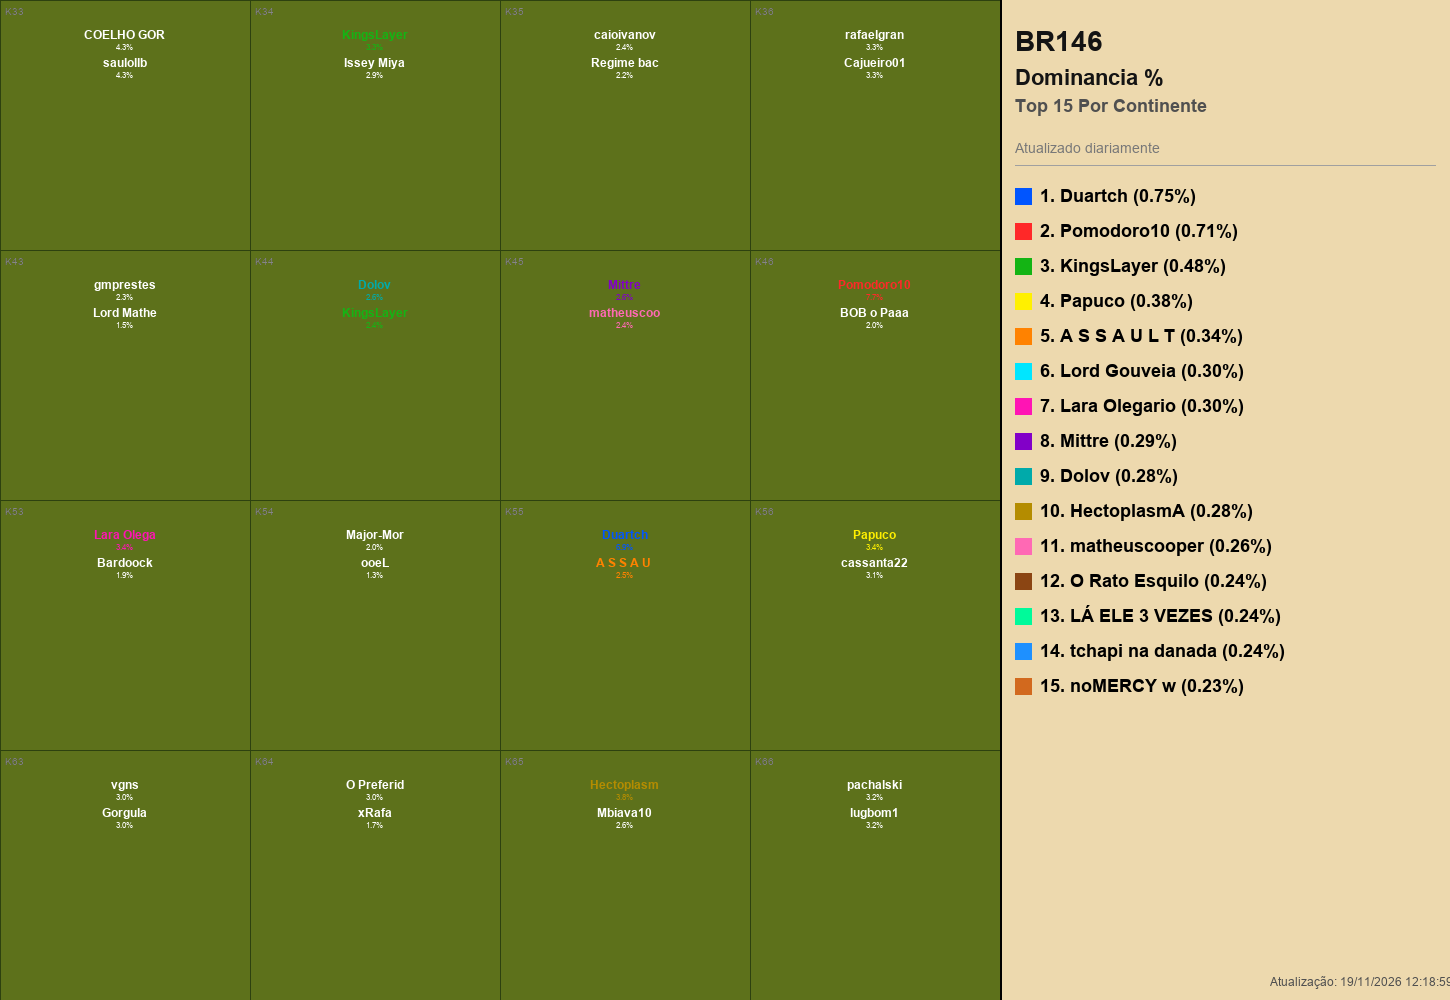 K33
COELHO GOR
4.3%
saulollb
4.3%
K34
KingsLayer
Issey Miya
2.9%
K35
caioivanov
2.4%
Regime bac
2.2%
K36
rafaelgran
3.3%
Cajueiro01
3.3%
K43
gmprestes
2.3%
Lord Mathe
1.5%
K44
Dolov
KingsLayer
K45
Mittre
matheuscoo
2.4%
K46
Pomodoro10
BOB o Paaa
2.0%
K53
Lara Olega
Bardoock
1.9%
K54
Major-Mor
2.0%
ooeL
1.3%
K55
Duartch
A S S A U
2.5%
K56
Papuco
3.4%
cassanta22
3.1%
K63
vgns
3.0%
Gorgula
3.0%
K64
O Preferid
3.0%
xRafa
1.7%
K65
Hectoplasm
Mbiava10
2.6%
K66
pachalski
3.2%
lugbom1
3.2%
BR146
Dominancia %
Top 15 Por Continente
Atualizado diariamente
1. Duartch (0.75%)
2. Pomodoro10 (0.71%)
3. KingsLayer (0.48%)
4. Papuco (0.38%)
5. A S S A U L T (0.34%)
6. Lord Gouveia (0.30%)
7. Lara Olegario (0.30%)
8. Mittre (0.29%)
9. Dolov (0.28%)
10. HectoplasmA (0.28%)
11. matheuscooper (0.26%)
12. O Rato Esquilo (0.24%)
13. LÁ ELE 3 VEZES (0.24%)
14. tchapi na danada (0.24%)
15. noMERCY w (0.23%)
Atualização: 19/11/2026 12:18:59